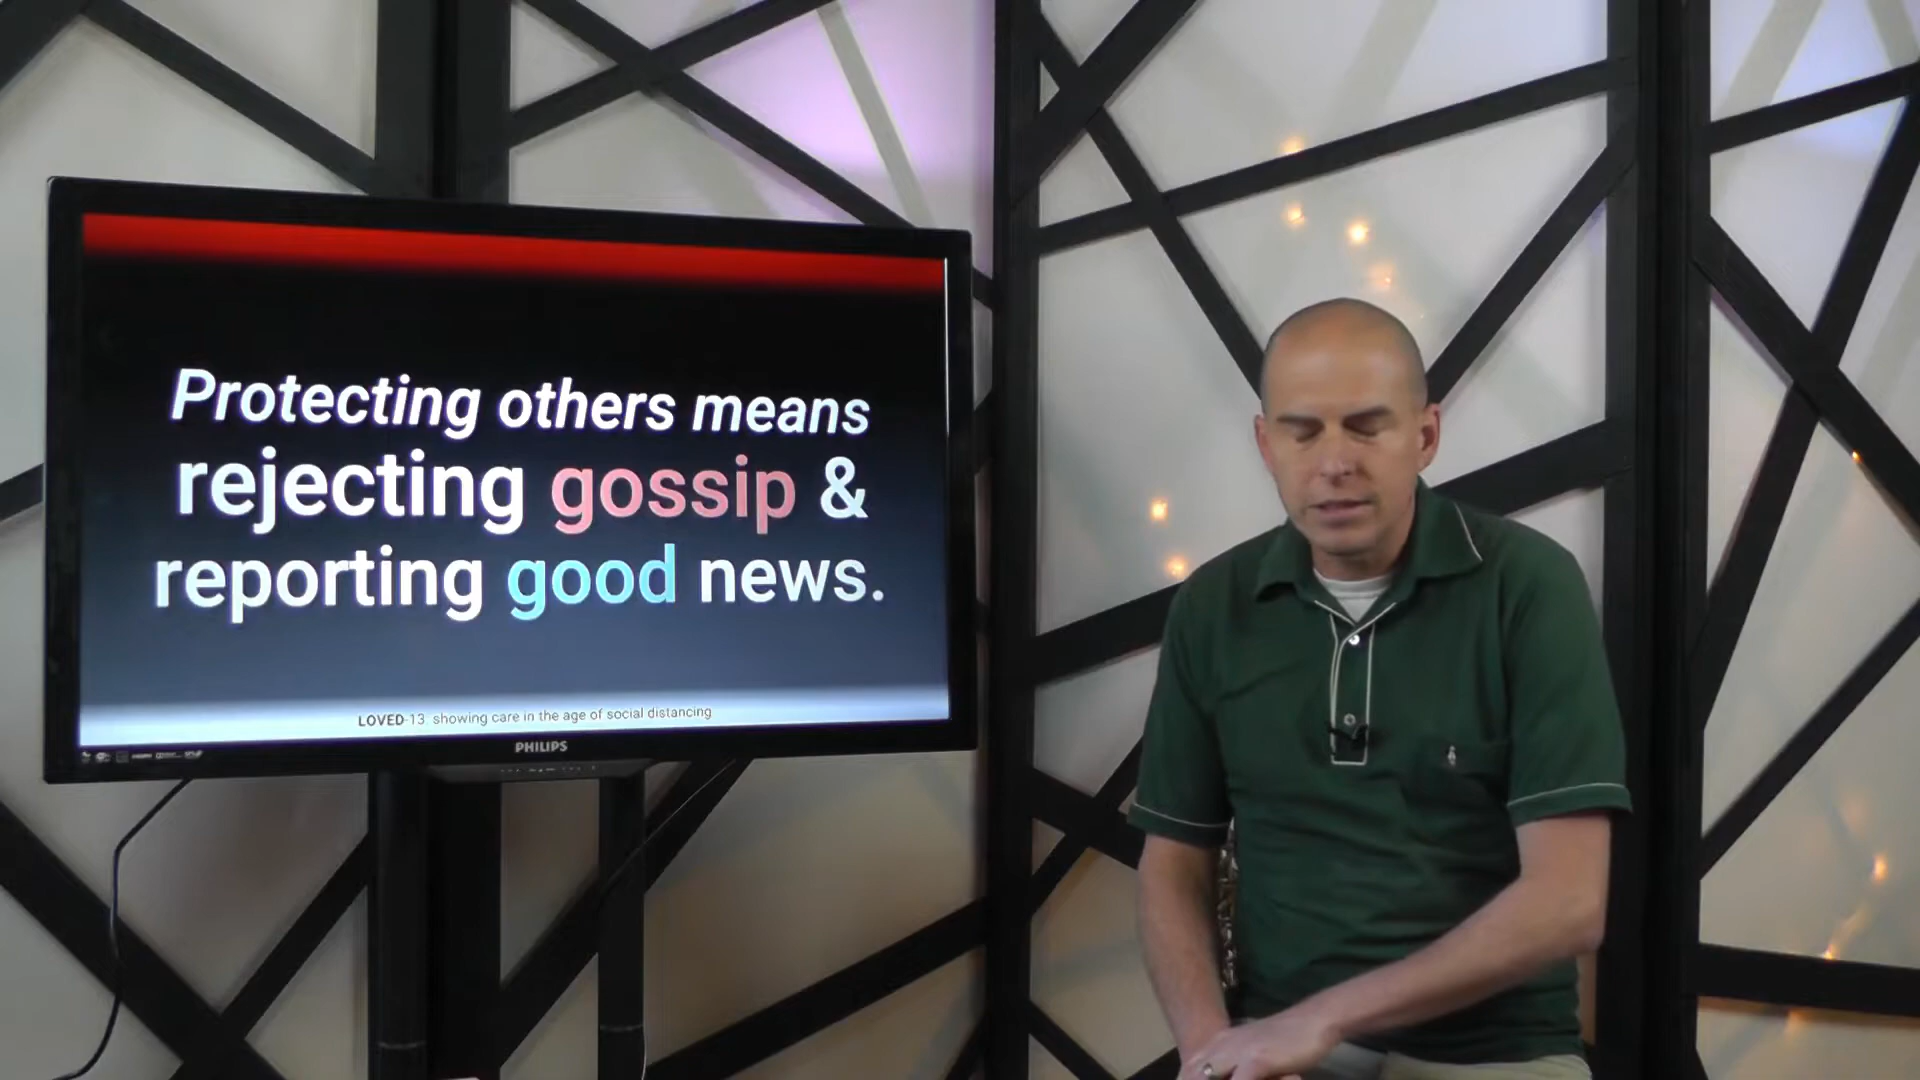 Protecting others means
rejecting gossip &
reporting good news.
LOVED-13: showing care in the age of social distancing
PHILIPS